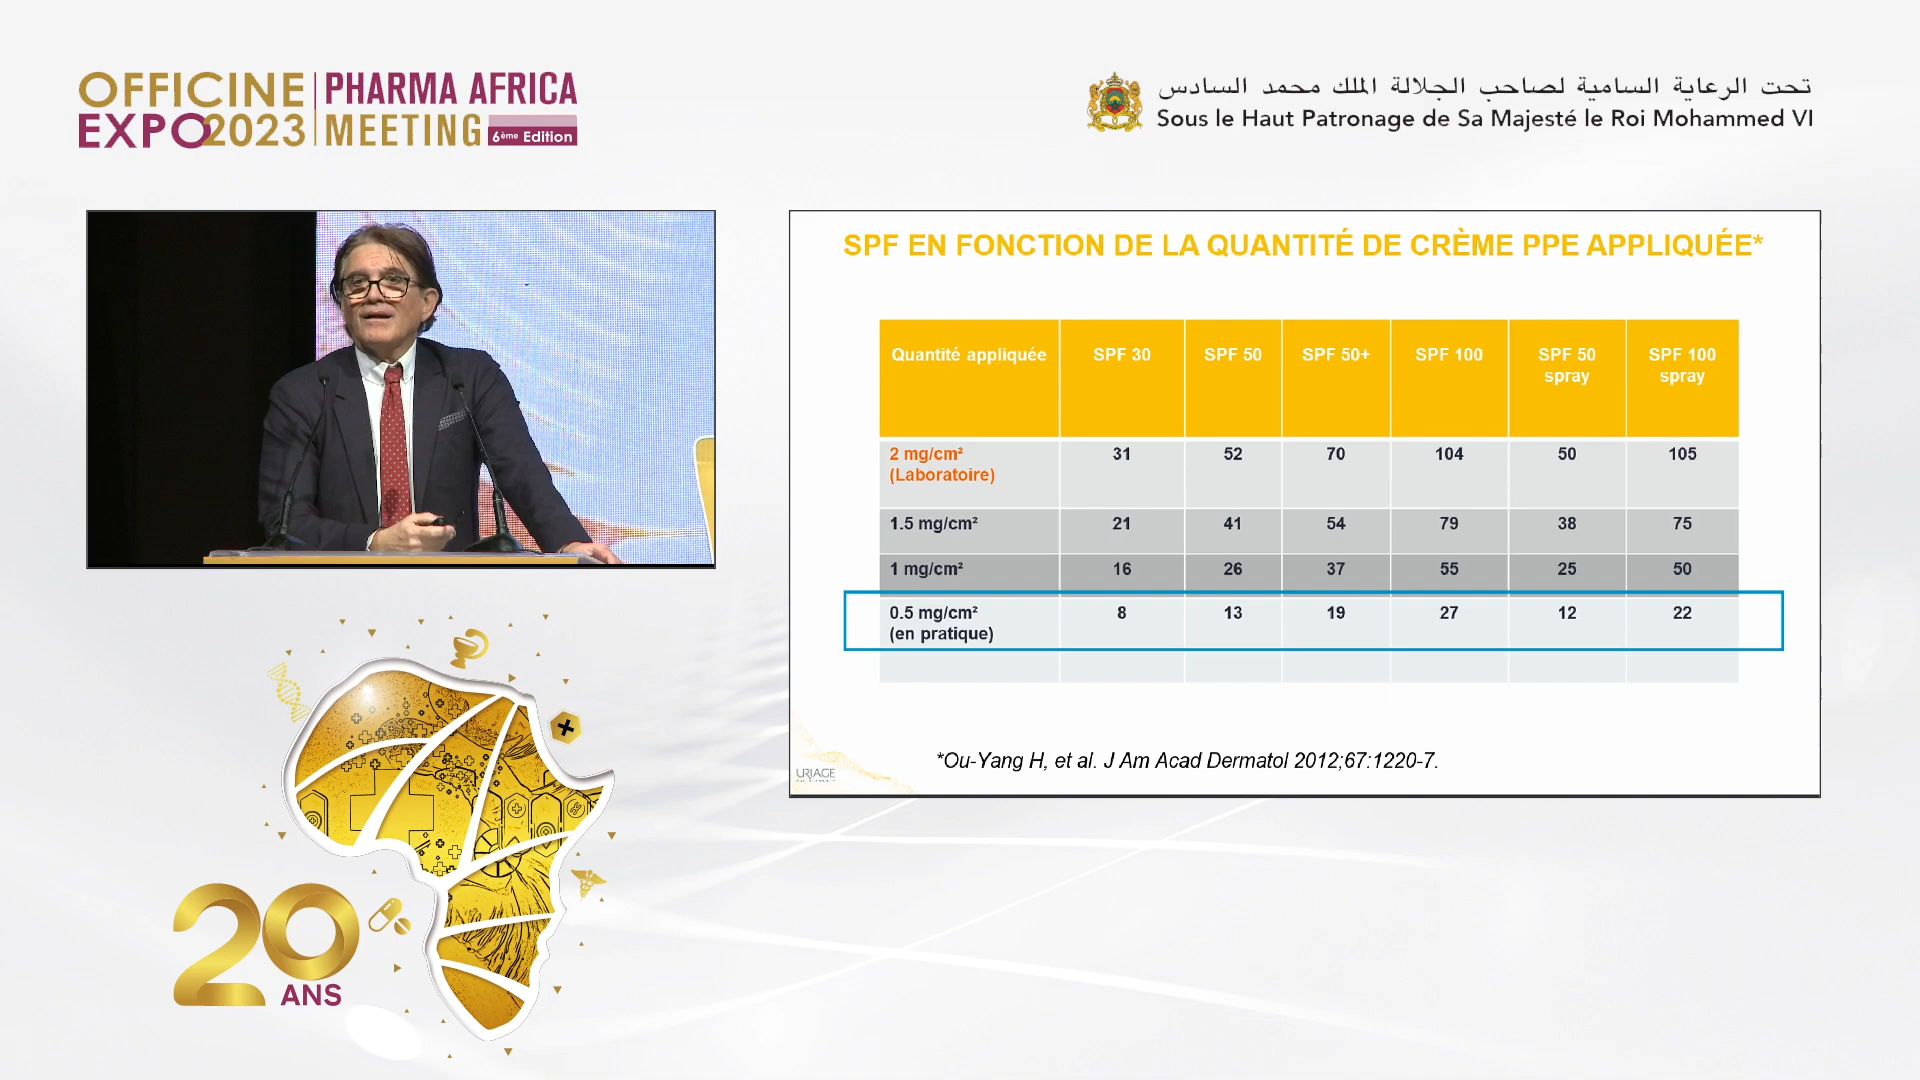 OFFICINE
EXPO2023
PHARMA AFRICA
MEETING 6ème Edition
تحت الرعاية السامية لصاحب الجلالة الملك محمد السادس
Sous le Haut Patronage de Sa Majesté le Roi Mohammed VI
SPF EN FONCTION DE LA QUANTITÉ DE CRÈME PPE APPLIQUÉE*
Quantité appliquée SPF 30 SPF 50 SPF 50+ SPF 100 SPF 50 spray SPF 100 spray
2 mg/cm² (Laboratoire) 31 52 70 104 50 105
1.5 mg/cm² 21 41 54 79 38 75
1 mg/cm² 16 26 37 55 25 50
0.5 mg/cm² (en pratique) 8 13 19 27 12 22
*Ou-Yang H, et al. J Am Acad Dermatol 2012;67:1220-7.
URIAGE
20
ANS